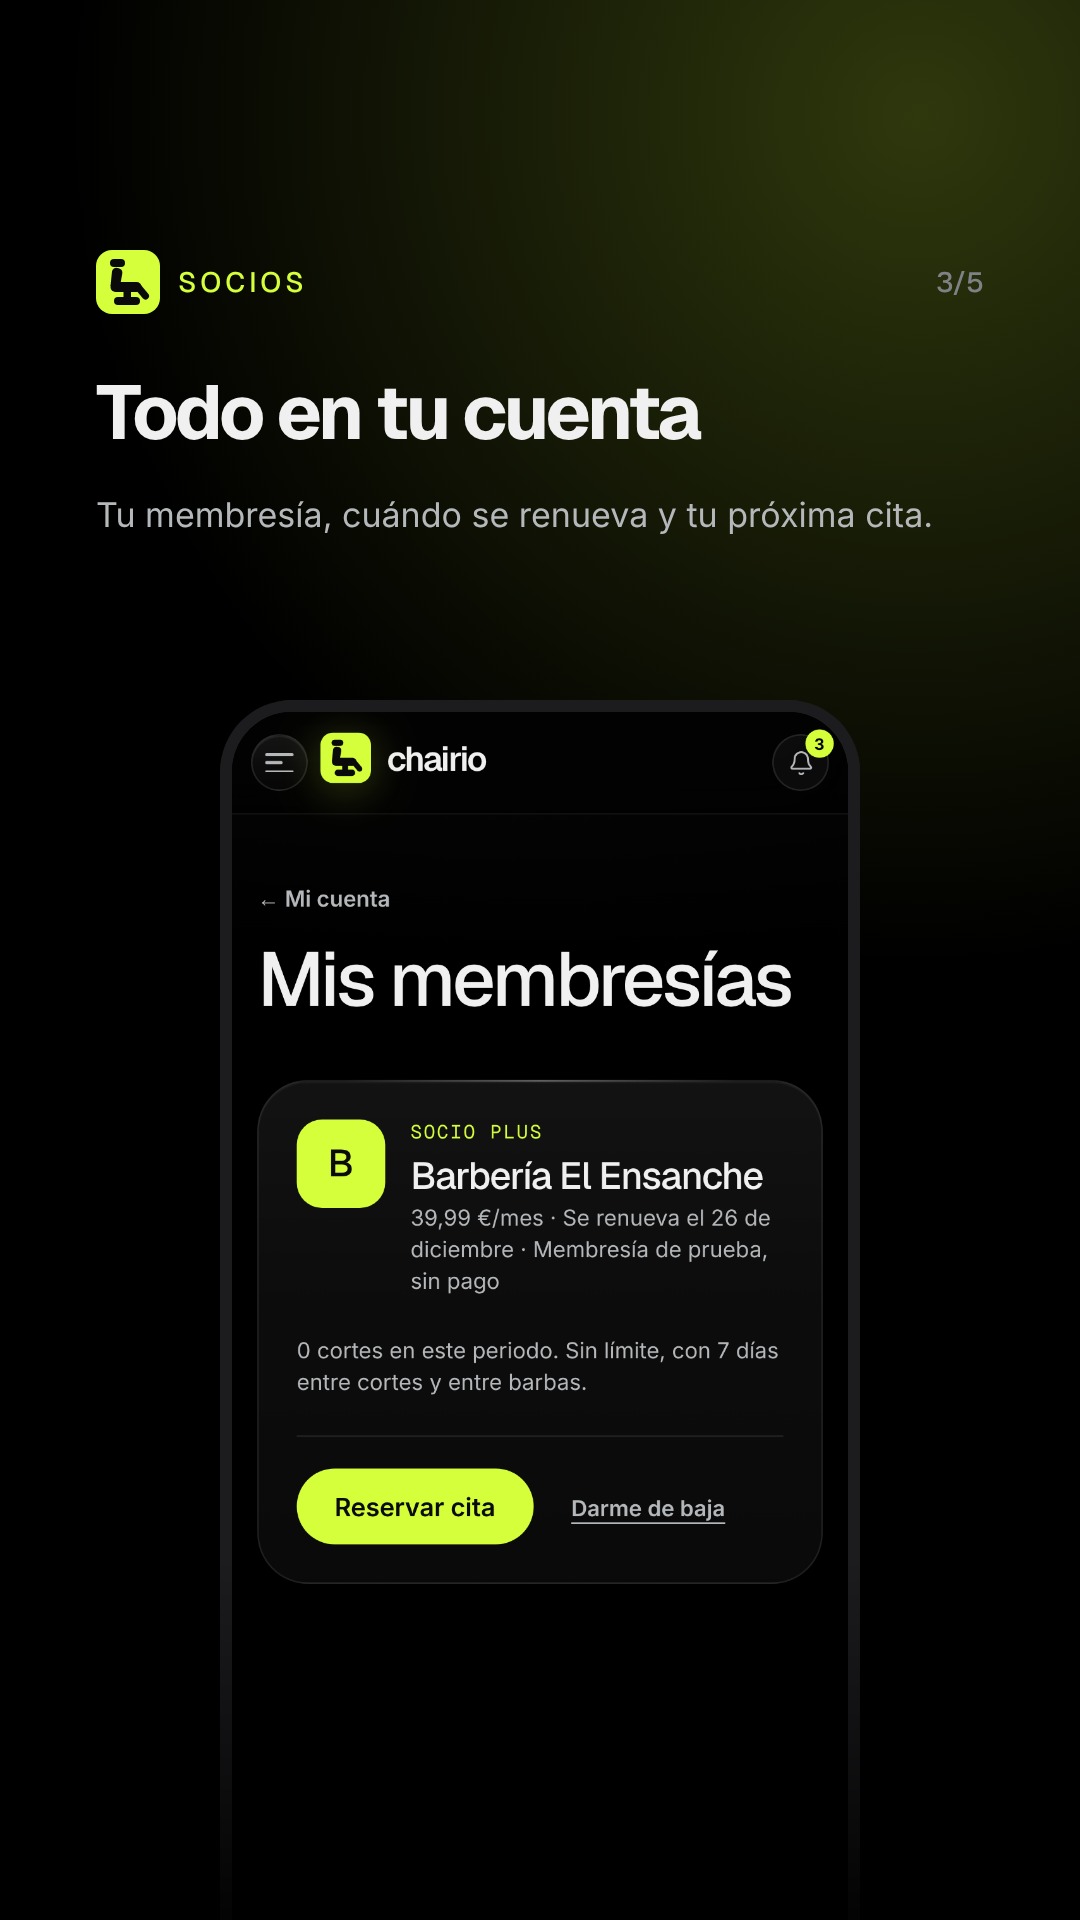 SOCIOS
3/5
Todo en tu cuenta
Tu membresía, cuándo se renueva y tu próxima cita.
chairio
3
← Mi cuenta
Mis membresías
B
SOCIO PLUS
Barbería El Ensanche
39,99 €/mes · Se renueva el 26 de
diciembre · Membresía de prueba,
sin pago
0 cortes en este periodo. Sin límite, con 7 días
entre cortes y entre barbas.
Reservar cita
Darme de baja